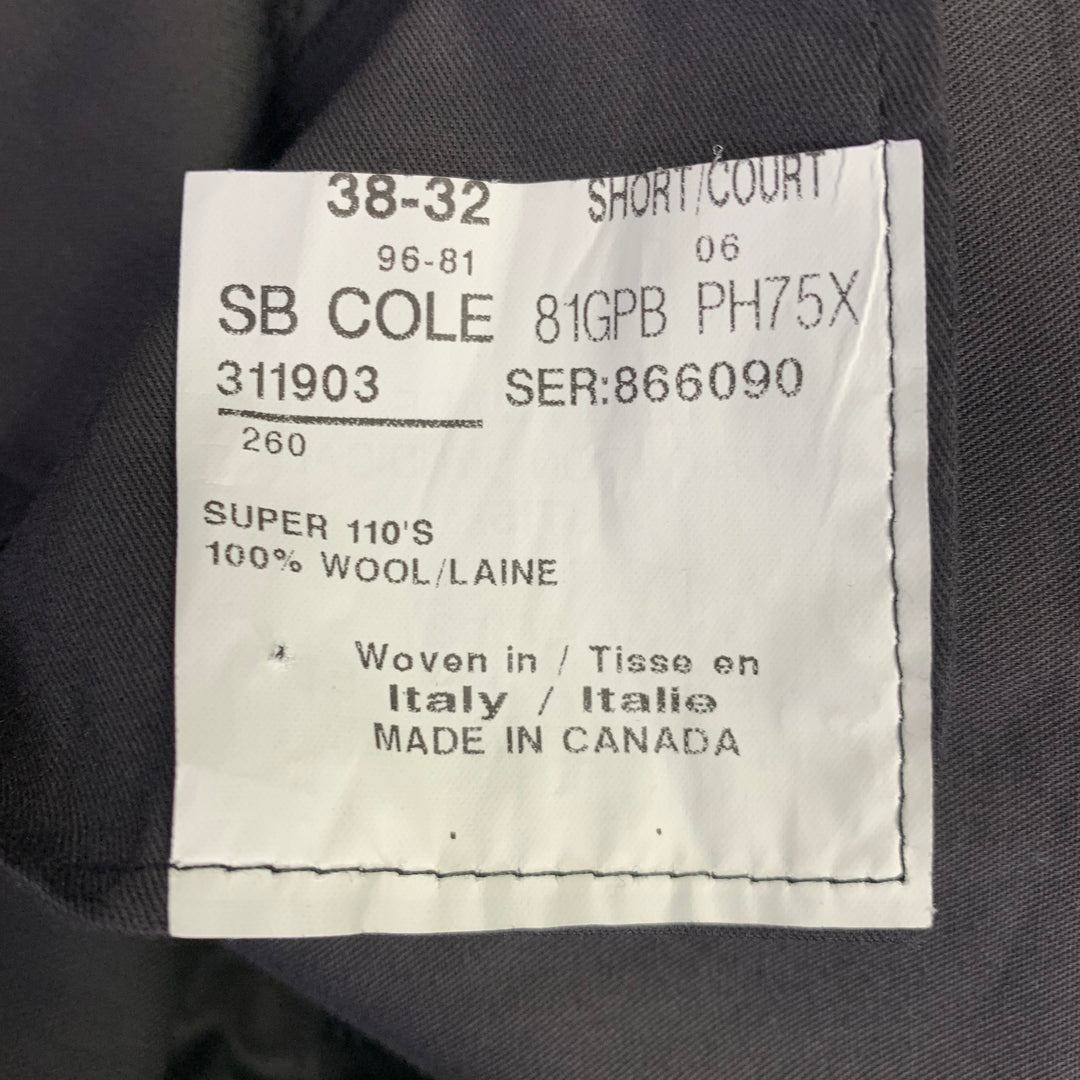 38-32 SHORT/COURT
96-81 06
SB COLE 81GPB PH75X
311903 SER:866090
260
SUPER 110'S
100% WOOL/LAINE
Woven in / Tisse en
Italy / Italie
MADE IN CANADA